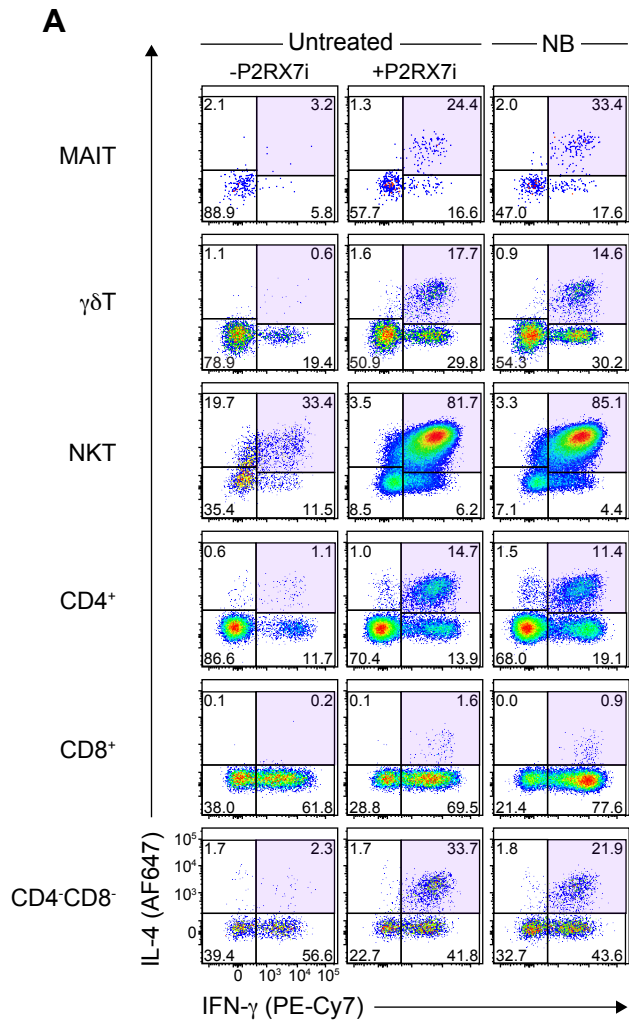 A
Untreated
NB
-P2RX7i
+P2RX7i
MAIT
2.1 3.2
88.9 5.8
1.3 24.4
57.7 16.6
2.0 33.4
47.0 17.6
γδT
1.1 0.6
78.9 19.4
1.6 17.7
50.9 29.8
0.9 14.6
54.3 30.2
NKT
19.7 33.4
35.4 11.5
3.5 81.7
8.5 6.2
3.3 85.1
7.1 4.4
CD4⁺
0.6 1.1
86.6 11.7
1.0 14.7
70.4 13.9
1.5 11.4
68.0 19.1
CD8⁺
0.1 0.2
38.0 61.8
0.1 1.6
28.8 69.5
0.0 0.9
21.4 77.6
CD4⁻CD8⁻
10⁵
10⁴
10³
0
1.7 2.3
39.4 56.6
1.7 33.7
22.7 41.8
1.8 21.9
32.7 43.6
0 10³ 10⁴ 10⁵
IL-4 (AF647)
IFN-γ (PE-Cy7)